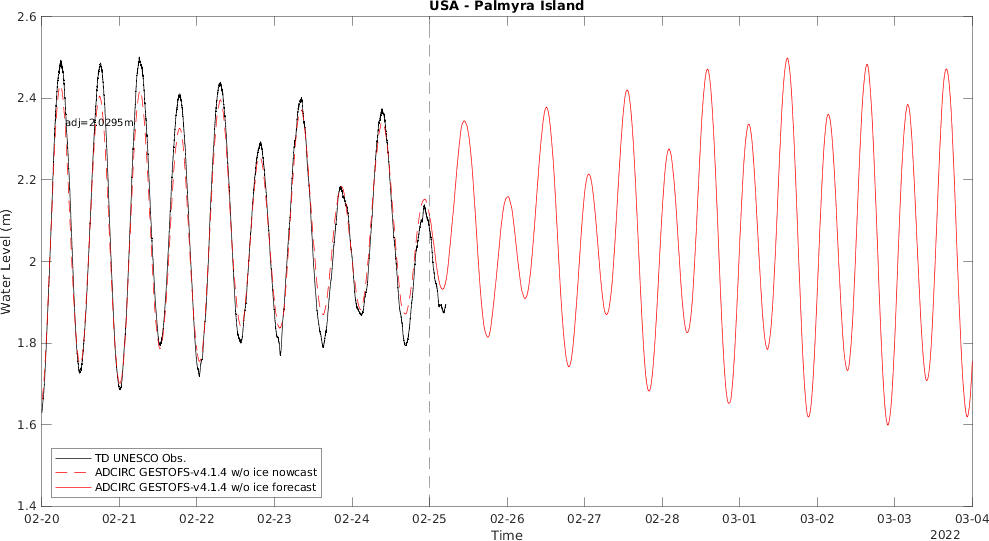 USA - Palmyra Island
2.6
2.4
2.2
2
1.8
1.6
1.4
Water Level (m)
adj=2.0295m
TD UNESCO Obs.
ADCIRC GESTOFS-v4.1.4 w/o ice nowcast
ADCIRC GESTOFS-v4.1.4 w/o ice forecast
02-20 02-21 02-22 02-23 02-24 02-25 02-26 02-27 02-28 03-01 03-02 03-03 03-04
Time
2022